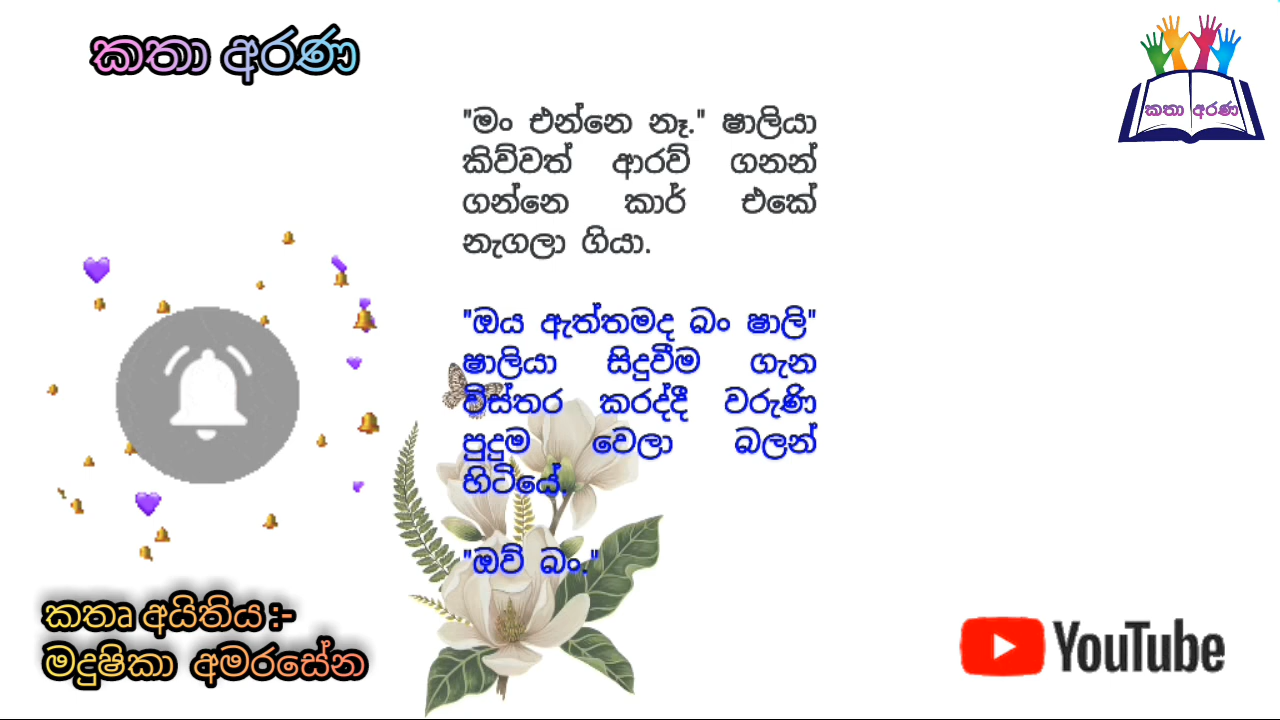 කතා අරණ
කතා අරණ
"මං එන්නෙ නෑ." ෂාලියා
කිව්වත් ආරව් ගනන්
ගන්නෙ කාර් එකේ
නැගලා ගියා.
"ඔය ඇත්තමද බං ෂාලි"
ෂාලියා සිදුවීම ගැන
විස්තර කරද්දී වරුණි
පුදුම වෙලා බලන්
හිටියේ.
"ඔව් බං."
කතෘ අයිතිය :-
මදුෂිකා අමරසේන
YouTube